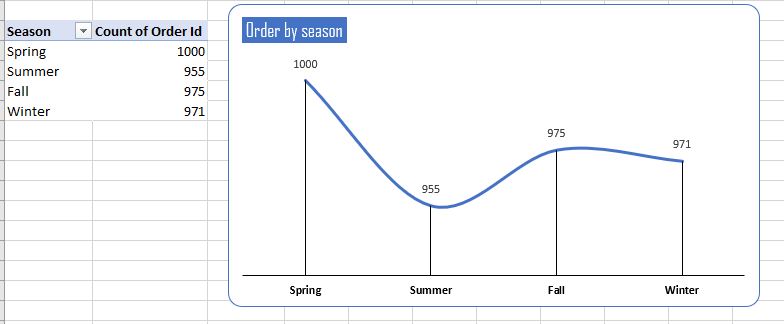 Season Count of Order Id
Spring 1000
Summer 955
Fall 975
Winter 971
Order by season
1000
955
975
971
Spring Summer Fall Winter